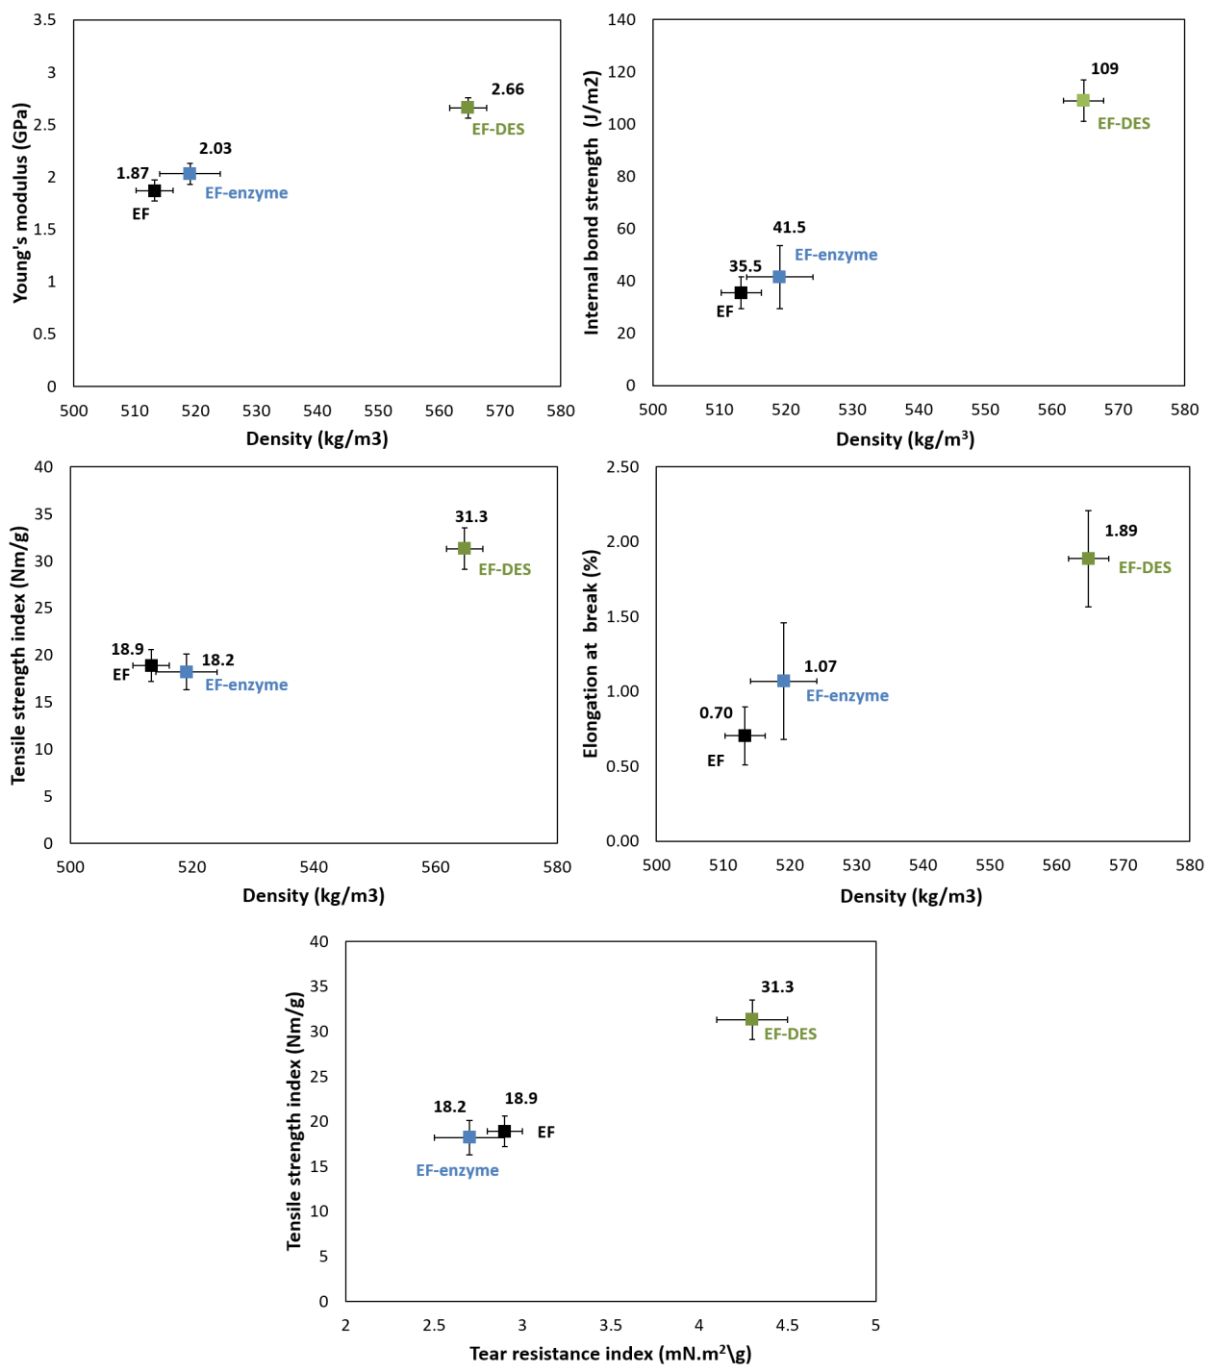 Young's modulus (GPa)
3.5
3
2.5
2
1.5
1
0.5
0
2.66
EF-DES
2.03
1.87
EF-enzyme
EF
500 510 520 530 540 550 560 570 580
Density (kg/m3)
Internal bond strength (J/m2)
140
120
100
80
60
40
20
0
109
EF-DES
41.5
EF-enzyme
35.5
EF
500 510 520 530 540 550 560 570 580
Density (kg/m³)
Tensile strength index (Nm/g)
40
35
30
25
20
15
10
5
0
31.3
EF-DES
18.9
18.2
EF
EF-enzyme
500 520 540 560 580
Density (kg/m3)
Elongation at break (%)
2.50
2.00
1.50
1.00
0.50
0.00
1.89
EF-DES
1.07
EF-enzyme
0.70
EF
500 510 520 530 540 550 560 570 580
Density (kg/m3)
Tensile strength index (Nm/g)
40
35
30
25
20
15
10
5
0
31.3
EF-DES
18.2 18.9
EF
EF-enzyme
2 2.5 3 3.5 4 4.5 5
Tear resistance index (mN.m²\g)